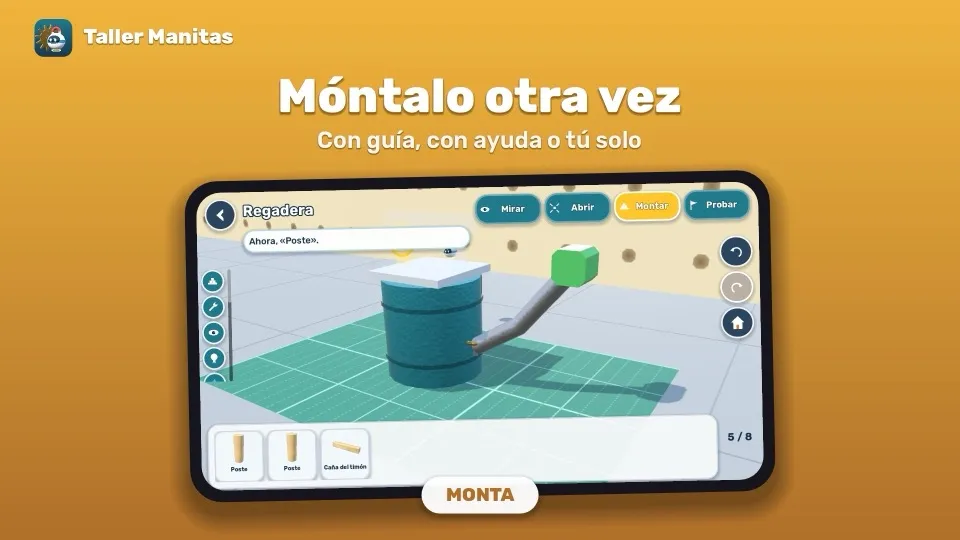 Taller Manitas
Móntalo otra vez
Con guía, con ayuda o tú solo
Regadera
Mirar
Abrir
Montar
Probar
Ahora, «Poste».
5 / 8
Poste
Poste
Caña del timón
MONTA